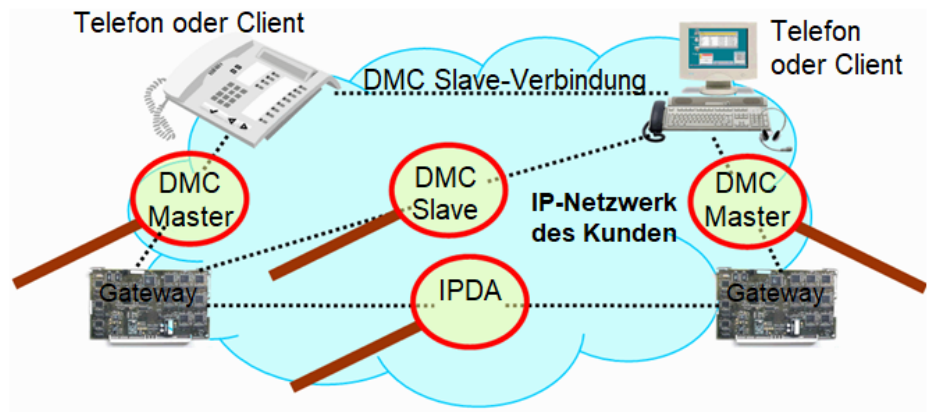 Telefon oder Client
Telefon
oder Client
DMC Slave-Verbindung
DMC
Master
DMC
Slave
IP-Netzwerk
des Kunden
DMC
Master
Gateway
IPDA
Gateway